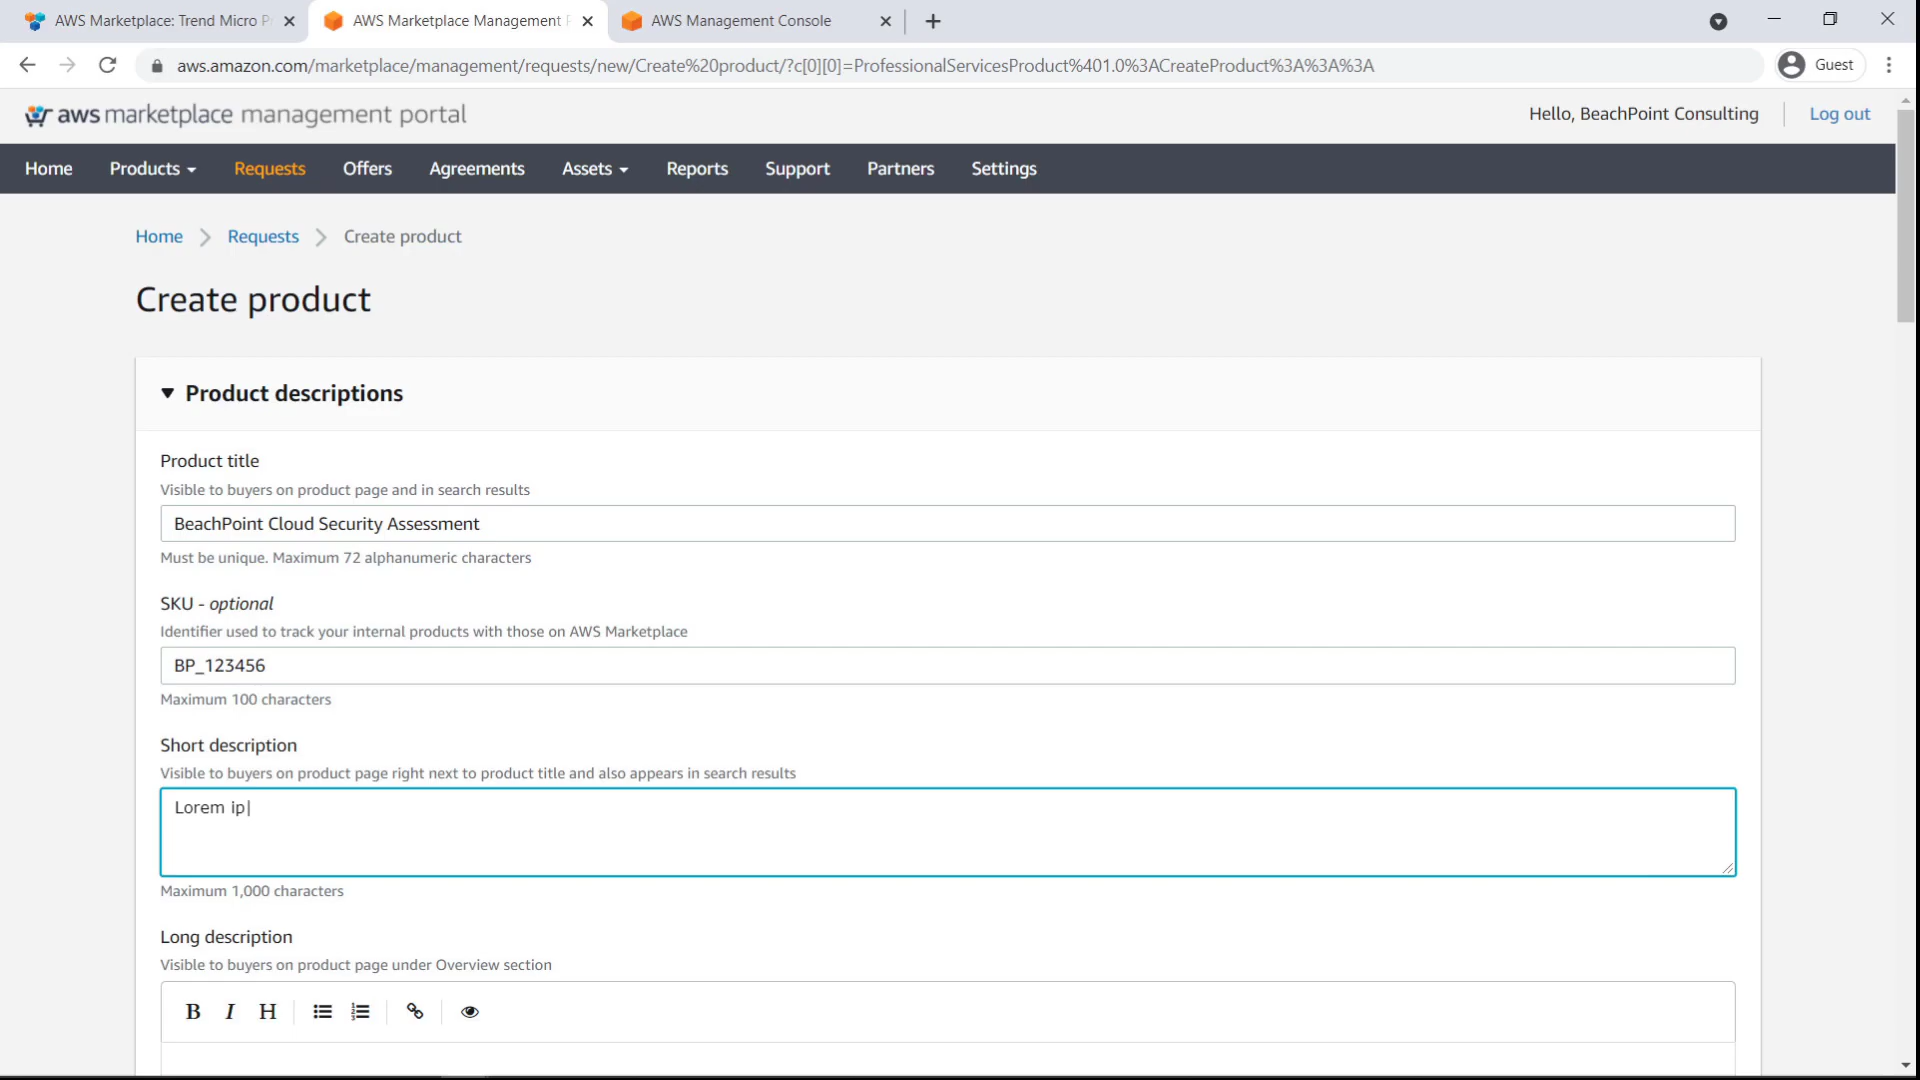 AWS Marketplace: Trend Micro P
AWS Marketplace Management P
AWS Management Console
aws.amazon.com/marketplace/management/requests/new/Create%20product/?c[0][0]=ProfessionalServicesProduct%401.0%3ACreateProduct%3A%3A%3A
Guest
aws marketplace management portal
Hello, BeachPoint Consulting
Log out
Home Products Requests Offers Agreements Assets Reports Support Partners Settings
Home Requests Create product
Create product
Product descriptions
Product title
Visible to buyers on product page and in search results
BeachPoint Cloud Security Assessment
Must be unique. Maximum 72 alphanumeric characters
SKU - optional
Identifier used to track your internal products with those on AWS Marketplace
BP_123456
Maximum 100 characters
Short description
Visible to buyers on product page right next to product title and also appears in search results
Lorem ip
Maximum 1,000 characters
Long description
Visible to buyers on product page under Overview section
B I H